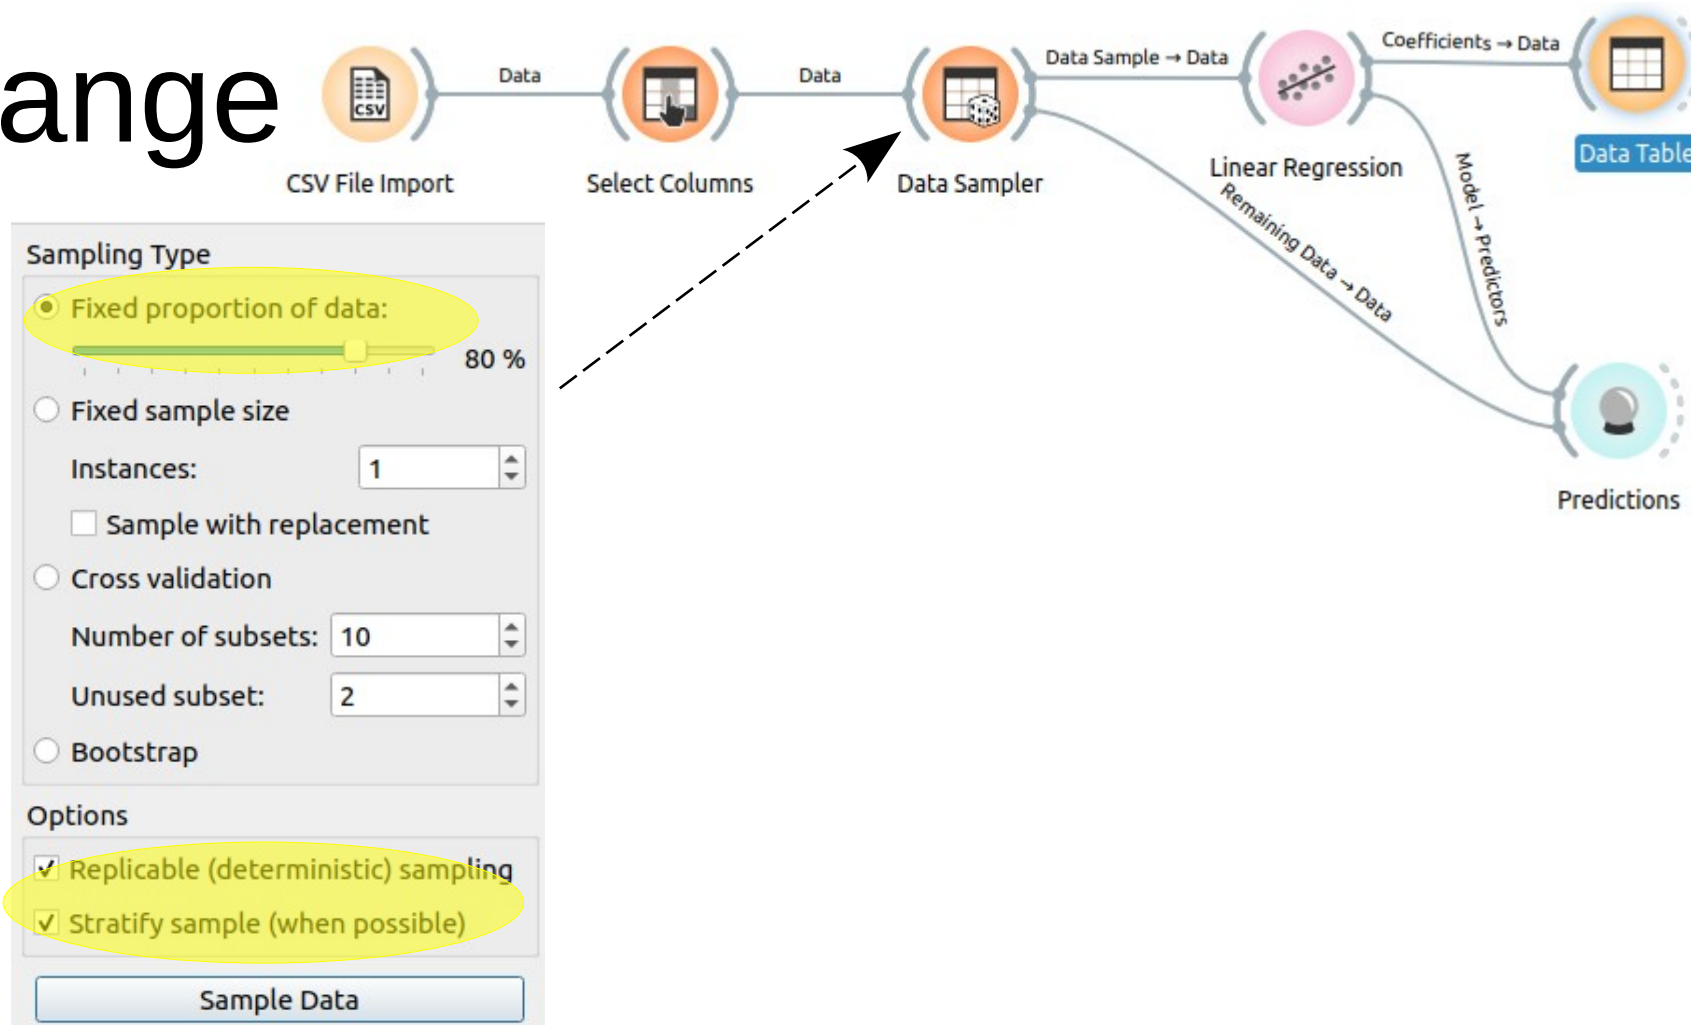 ange
CSV
Data
Data
Data Sample → Data
Coefficients → Data
CSV File Import
Select Columns
Data Sampler
Linear Regression
Data Table
Remaining Data → Data
Model → Predictors
Predictions
Sampling Type
Fixed proportion of data:
80 %
Fixed sample size
Instances: 1
Sample with replacement
Cross validation
Number of subsets: 10
Unused subset: 2
Bootstrap
Options
Replicable (deterministic) sampling
Stratify sample (when possible)
Sample Data